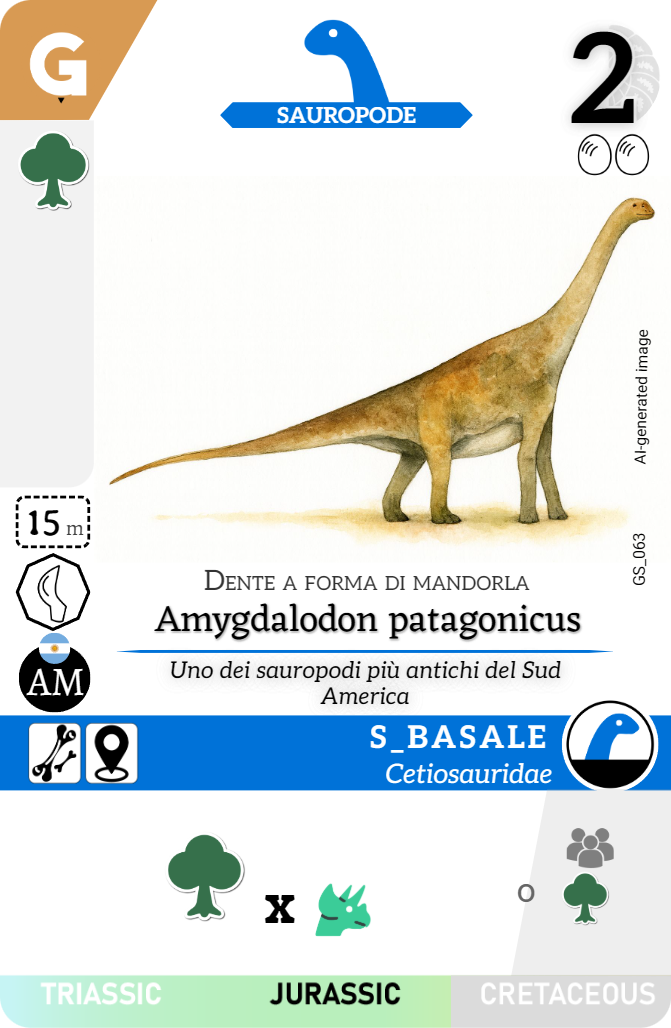 G
SAUROPODE
2
AI-generated image
15 m
GS_063
DENTE A FORMA DI MANDORLA
Amygdalodon patagonicus
AM
Uno dei sauropodi più antichi del Sud
America
S_BASALE
Cetiosauridae
x
o
TRIASSIC JURASSIC CRETACEOUS